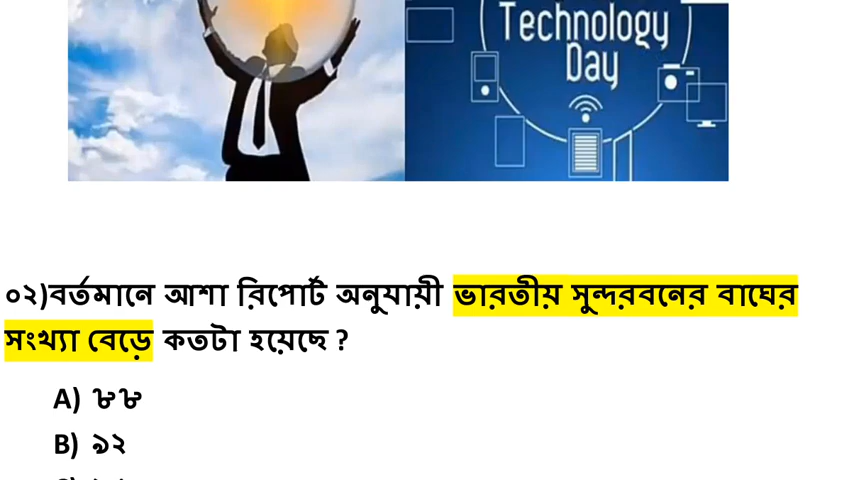 Technology
Day
০২)বর্তমানে আশা রিপোর্ট অনুযায়ী ভারতীয় সুন্দরবনের বাঘের
সংখ্যা বেড়ে কতটা হয়েছে ?
A) ৮৮
B) ৯২